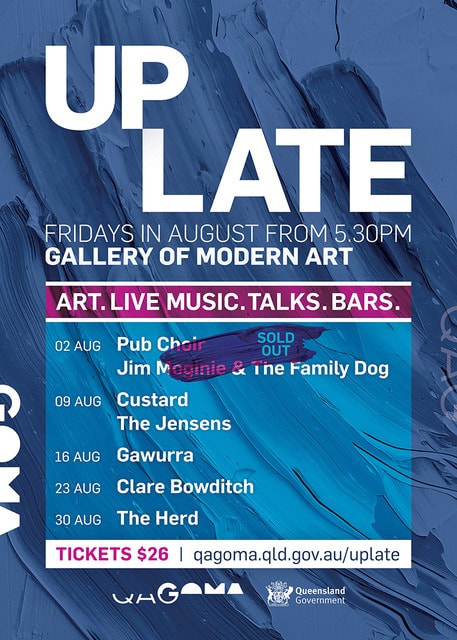 UP
LATE
FRIDAYS IN AUGUST FROM 5.30PM
GALLERY OF MODERN ART
ART. LIVE MUSIC. TALKS. BARS.
02 AUG Pub Choir
SOLD
OUT
Jim Moginie & The Family Dog
09 AUG Custard
The Jensens
16 AUG Gawurra
23 AUG Clare Bowditch
30 AUG The Herd
TICKETS $26 | qagoma.qld.gov.au/uplate
QAGOMA
Queensland
Government
GOMA
QAG